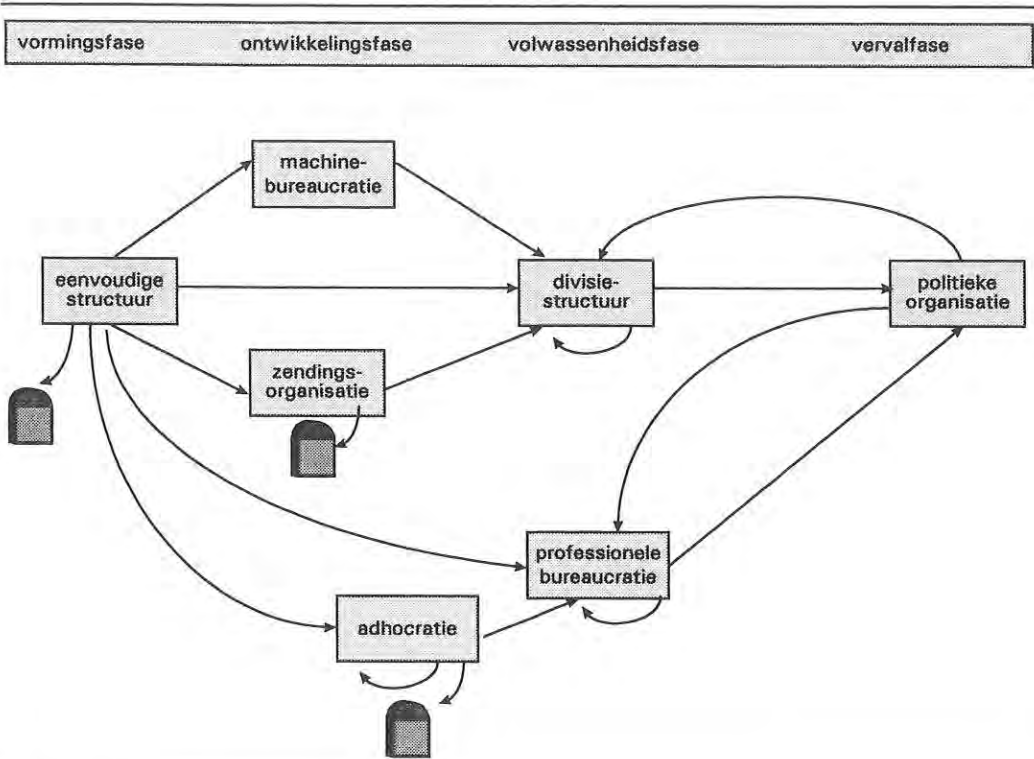 vormingsfase ontwikkelingsfase volwassenheidsfase vervalfase
machine-
bureaucratie
eenvoudige
structuur
divisie-
structuur
politieke
organisatie
zendings-
organisatie
professionele
bureaucratie
adhocratie